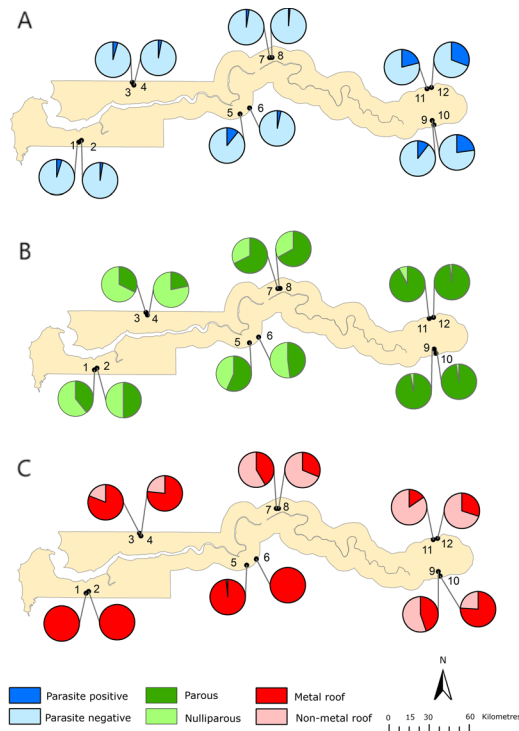 A
7 8
3 4
11 12
5 6
9 10
1 2
B
7 8
3 4
11 12
5 6
9 10
1 2
C
7 8
3 4
11 12
5 6
9 10
1 2
N
Parasite positive Parous Metal roof
Parasite negative Nulliparous Non-metal roof
0 15 30 60 Kilometres